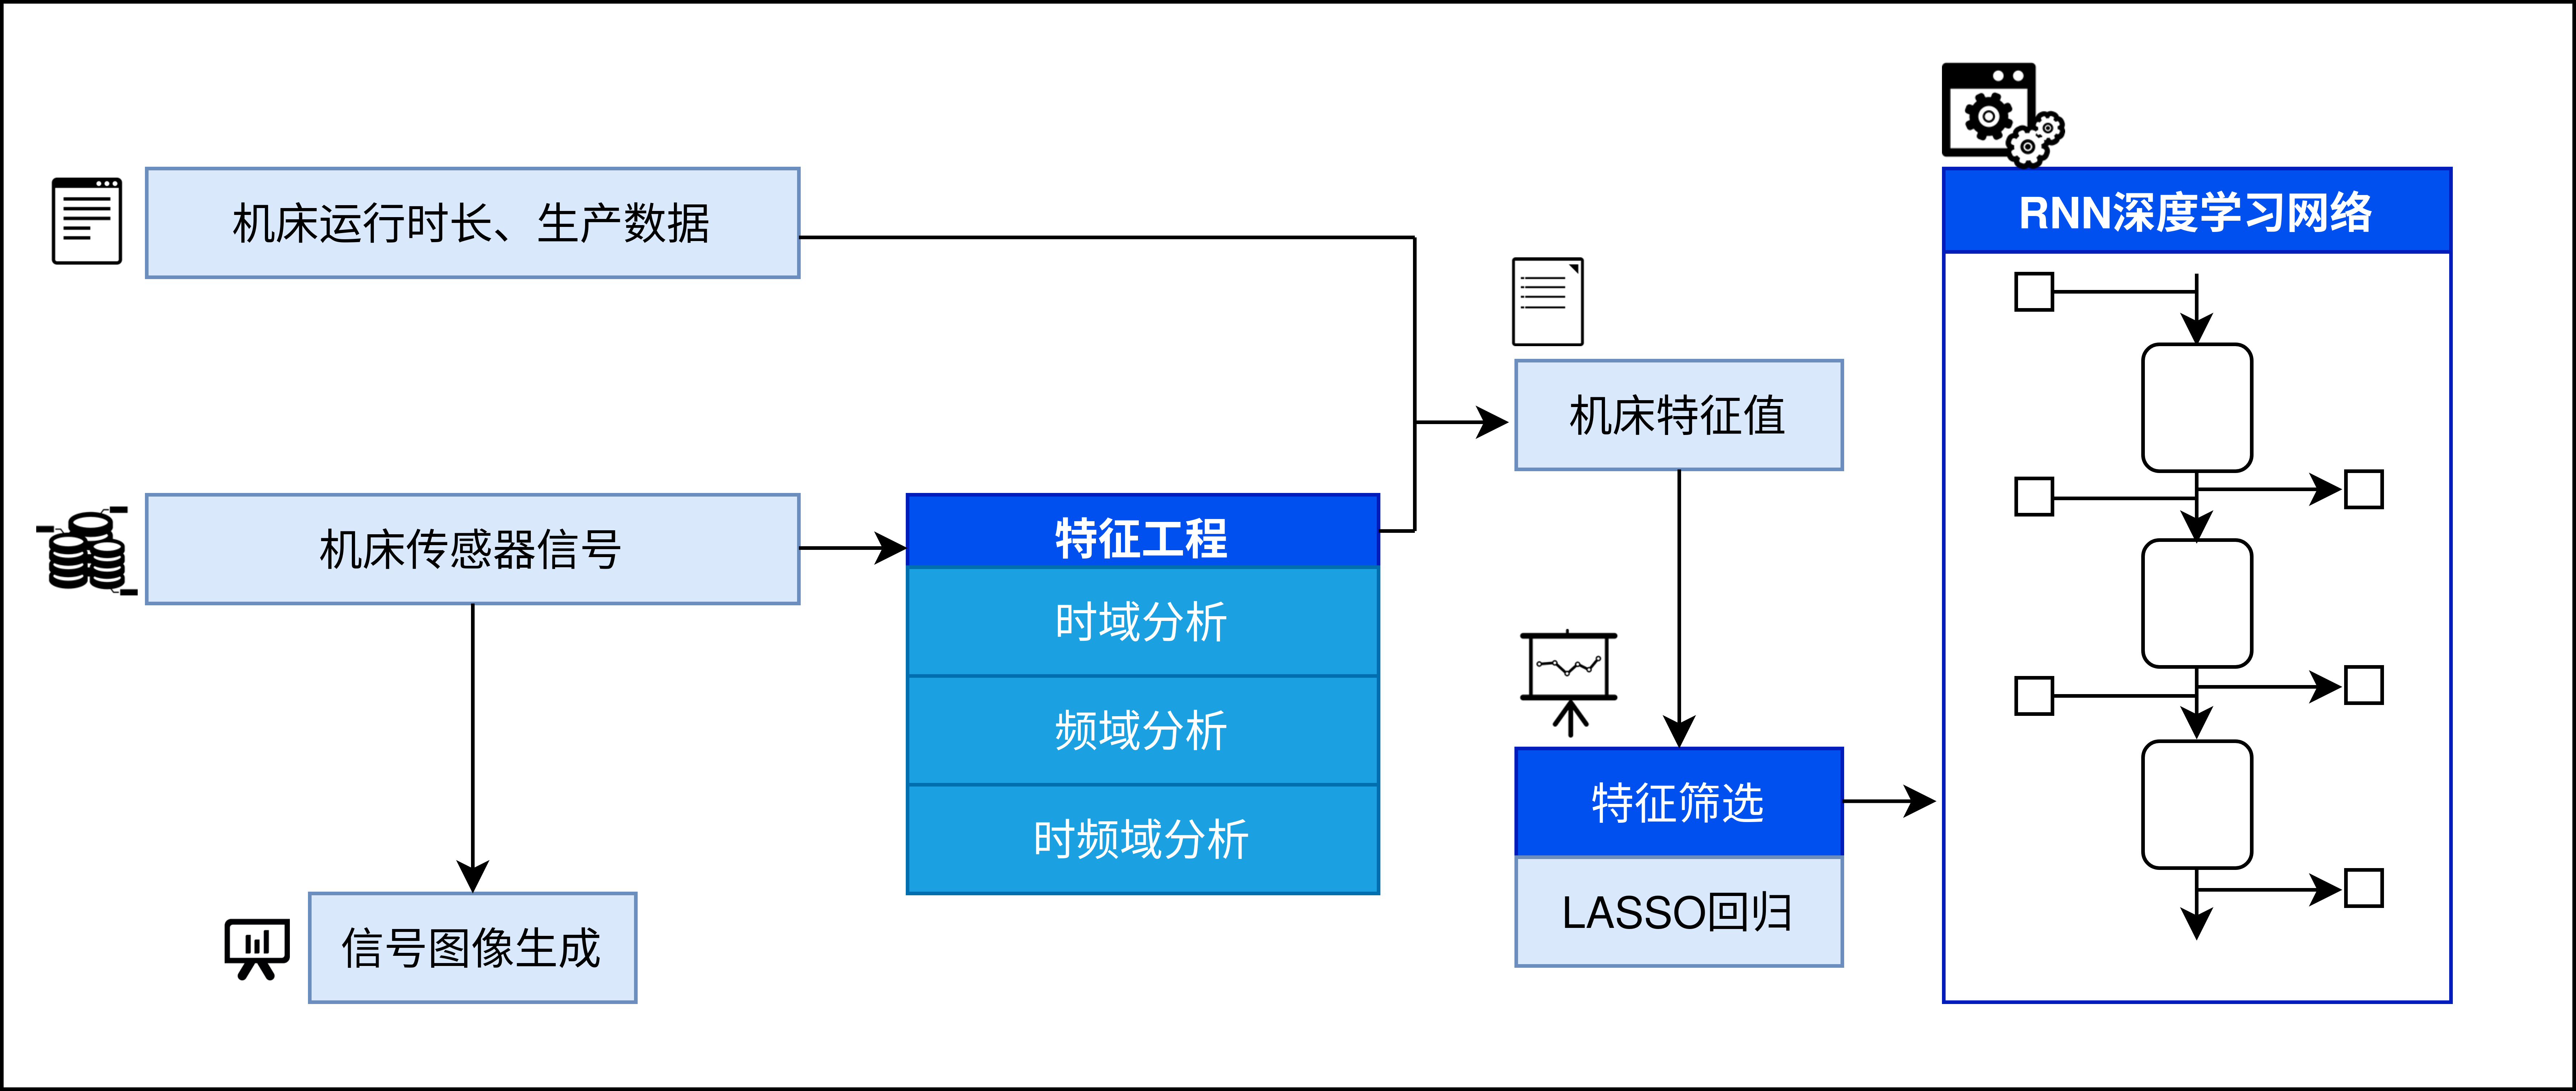 机床运行时长、生产数据
机床传感器信号
信号图像生成
特征工程
时域分析
频域分析
时频域分析
机床特征值
特征筛选
LASSO回归
RNN深度学习网络